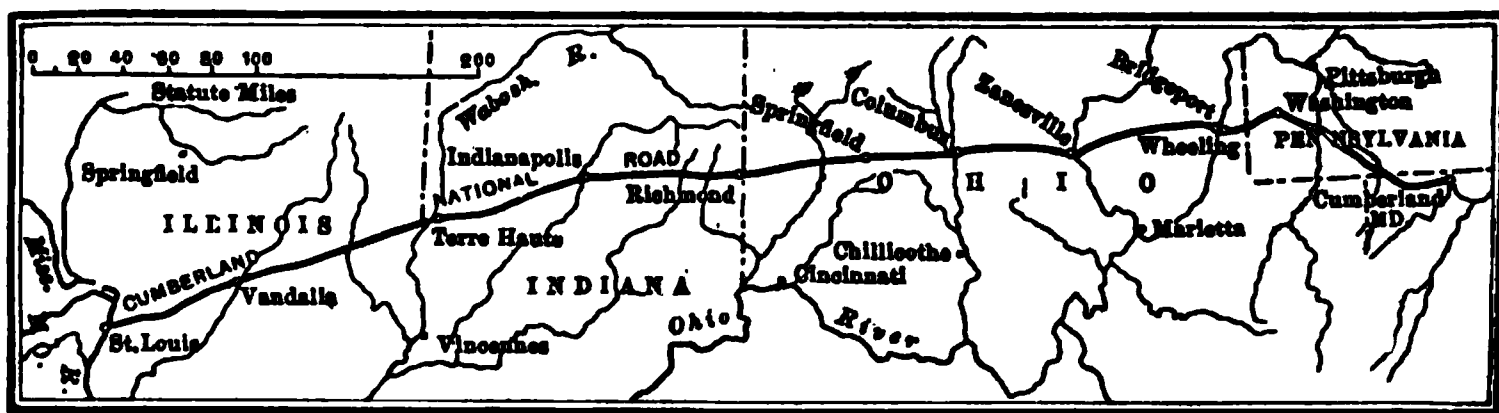 0 20 40 60 80 100 200
Statute Miles
Wabash R.
Springfield
Columbus
Zanesville
Bridgeport
Pittsburgh
Washington
PENNSYLVANIA
Wheeling
Springfield
Indianapolis
NATIONAL ROAD
Richmond
OHIO
Cumberland
MD.
ILLINOIS
Terre Haute
Marietta
Chillicothe
Cincinnati
CUMBERLAND
Vandalia
INDIANA
Ohio River
St. Louis
Vincennes
Miss.
R.